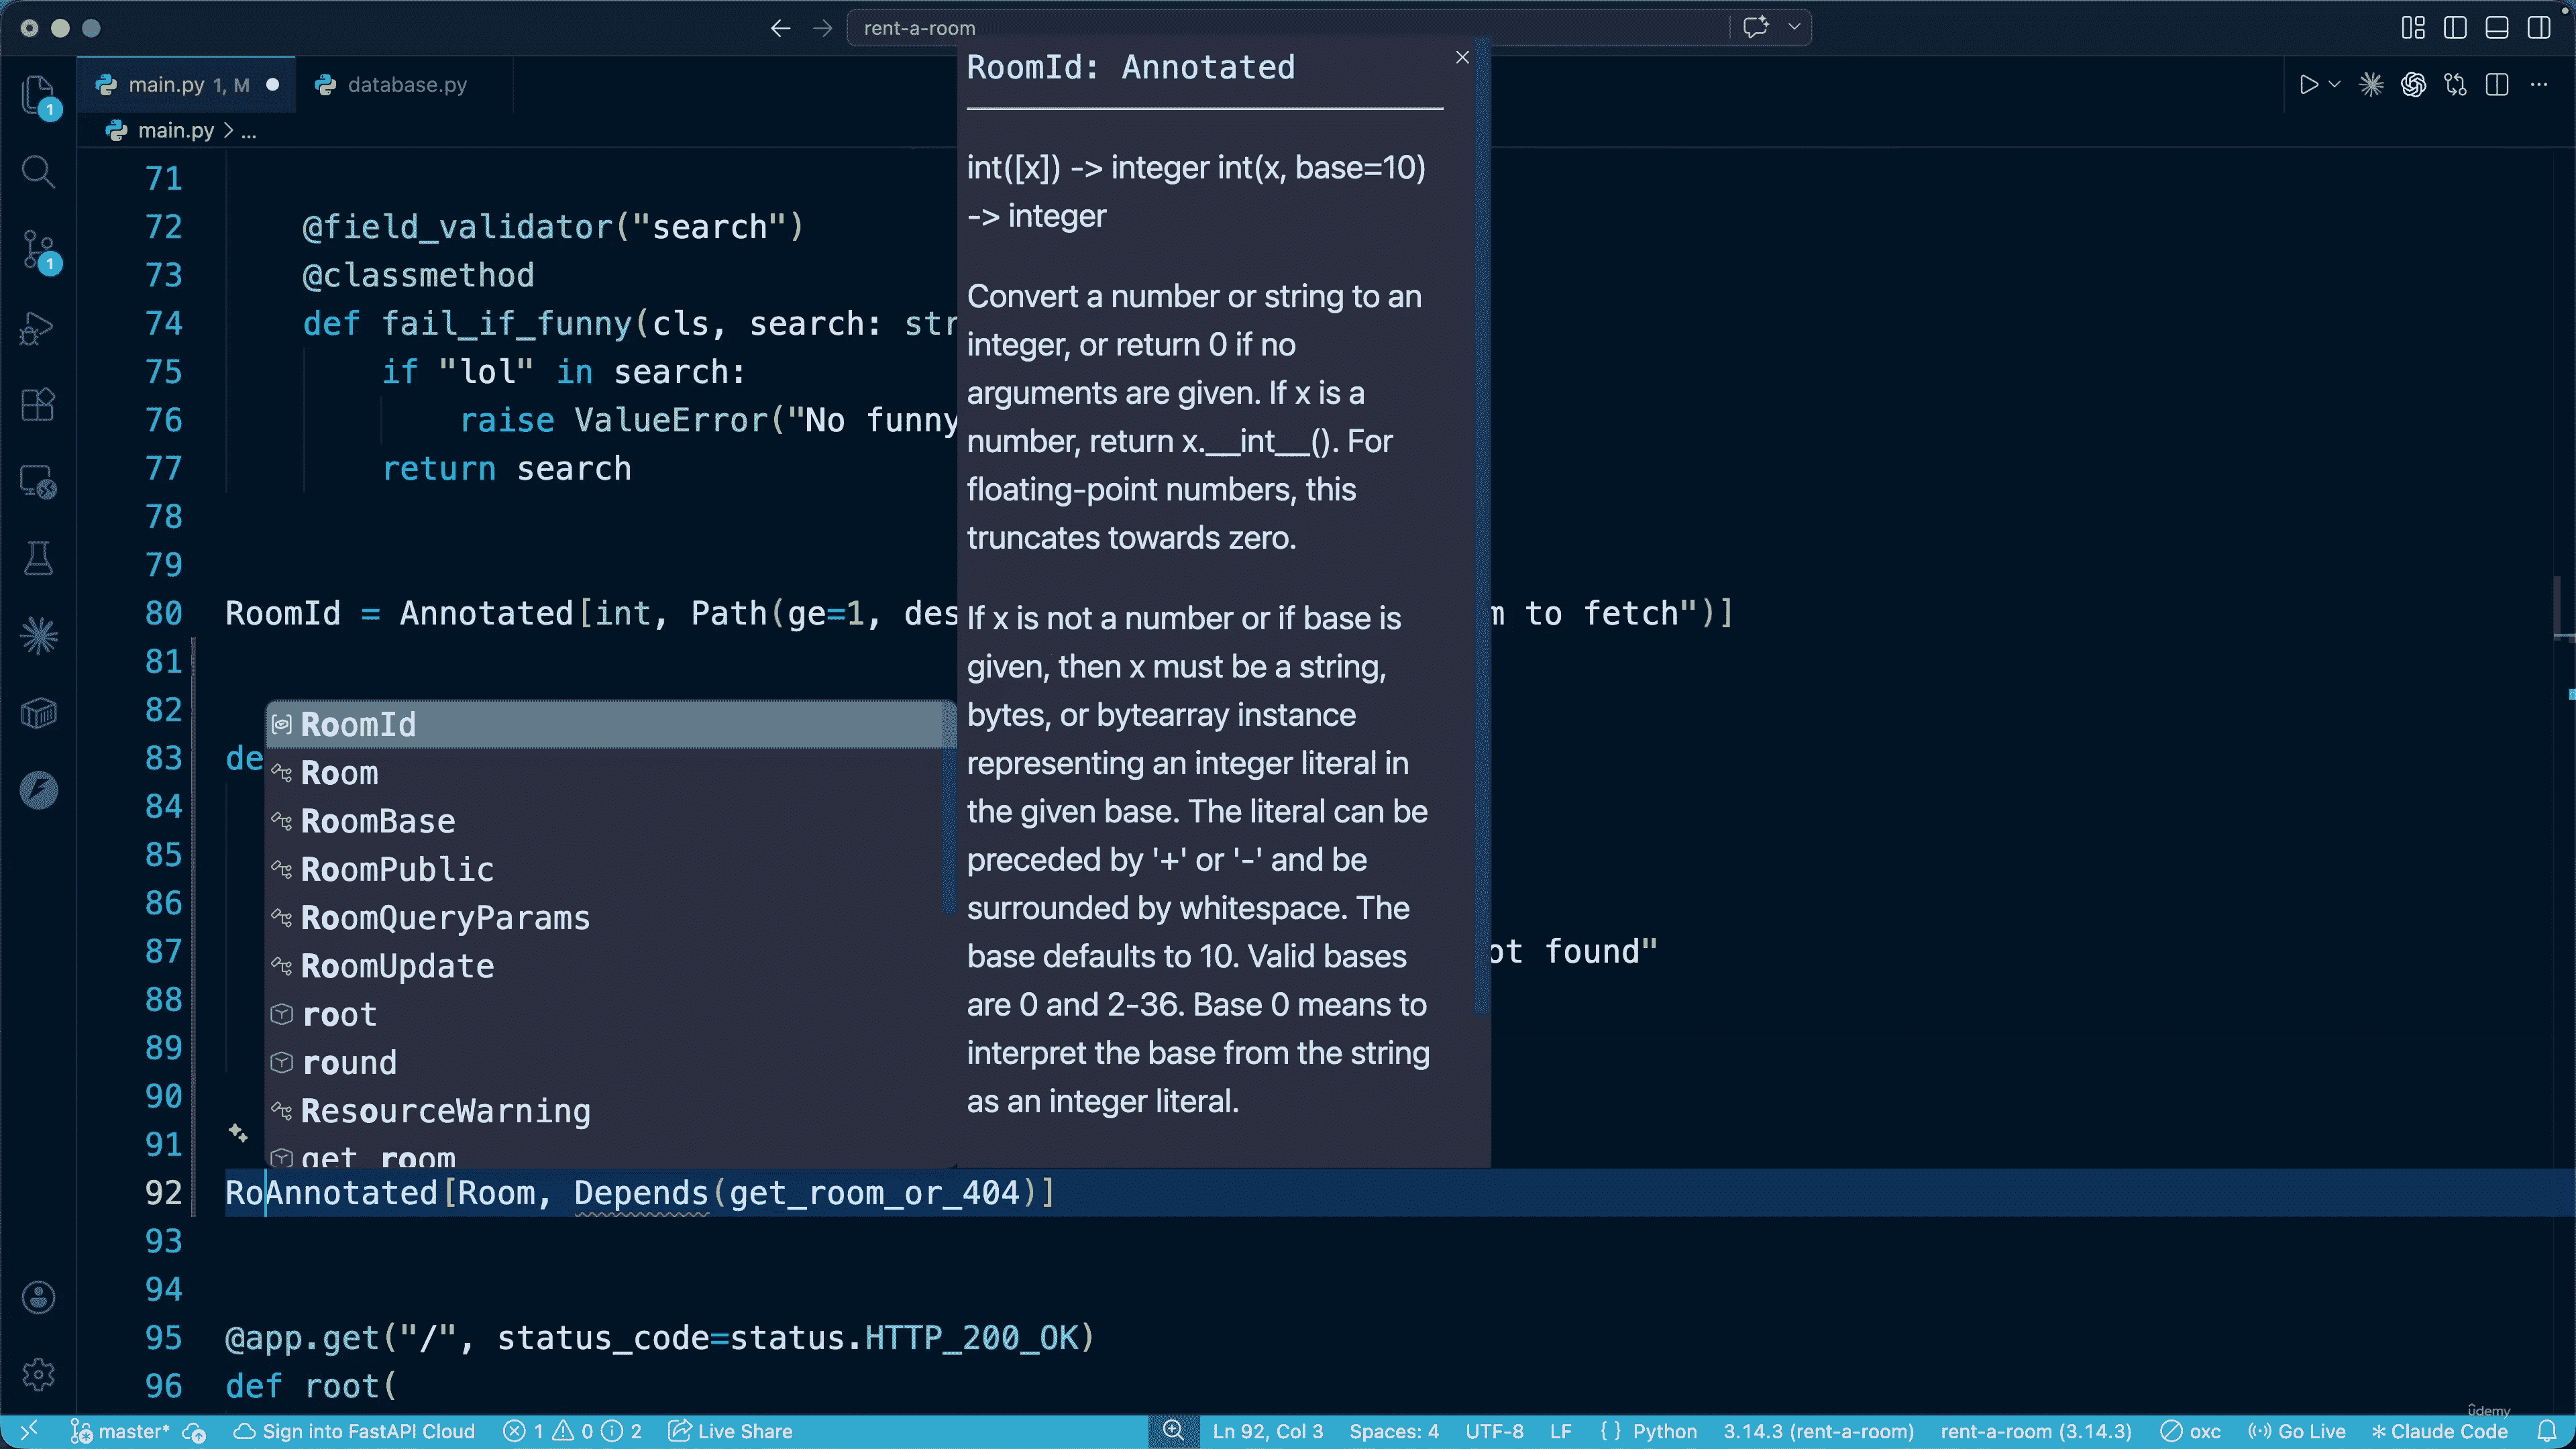 rent-a-room
main.py 1, M
database.py
main.py > ...
71
72 @field_validator("search")
73 @classmethod
74 def fail_if_funny(cls, search: str
75 if "lol" in search:
76 raise ValueError("No funny
77 return search
78
79
80 RoomId = Annotated[int, Path(ge=1, des m to fetch")]
81
82
83 de
84
85
86
87 ot found"
88
89
90
91
92 RoAnnotated[Room, Depends(get_room_or_404)]
93
94
95 @app.get("/", status_code=status.HTTP_200_OK)
96 def root(
RoomId
Room
RoomBase
RoomPublic
RoomQueryParams
RoomUpdate
root
round
ResourceWarning
get_room
RoomId: Annotated
int([x]) -> integer int(x, base=10)
-> integer
Convert a number or string to an
integer, or return 0 if no
arguments are given. If x is a
number, return x.__int__(). For
floating-point numbers, this
truncates towards zero.
If x is not a number or if base is
given, then x must be a string,
bytes, or bytearray instance
representing an integer literal in
the given base. The literal can be
preceded by '+' or '-' and be
surrounded by whitespace. The
base defaults to 10. Valid bases
are 0 and 2-36. Base 0 means to
interpret the base from the string
as an integer literal.
1
1
udemy
master* Sign into FastAPI Cloud 1 0 2 Live Share Ln 92, Col 3 Spaces: 4 UTF-8 LF { } Python 3.14.3 (rent-a-room) rent-a-room (3.14.3) oxc Go Live Claude Code